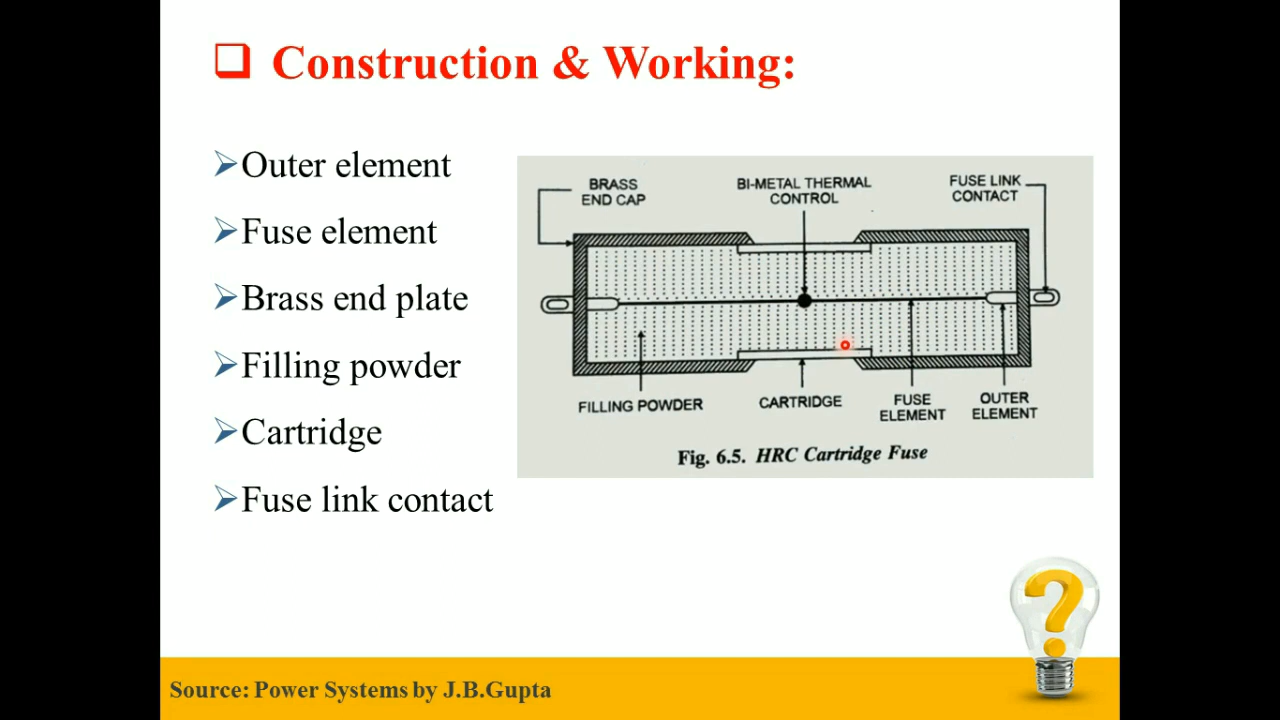 Construction & Working:
Outer element
Fuse element
Brass end plate
Filling powder
Cartridge
Fuse link contact
BRASS
END CAP
BI-METAL THERMAL
CONTROL
FUSE LINK
CONTACT
FILLING POWDER
CARTRIDGE
FUSE
ELEMENT
OUTER
ELEMENT
Fig. 6.5. HRC Cartridge Fuse
?
Source: Power Systems by J.B.Gupta